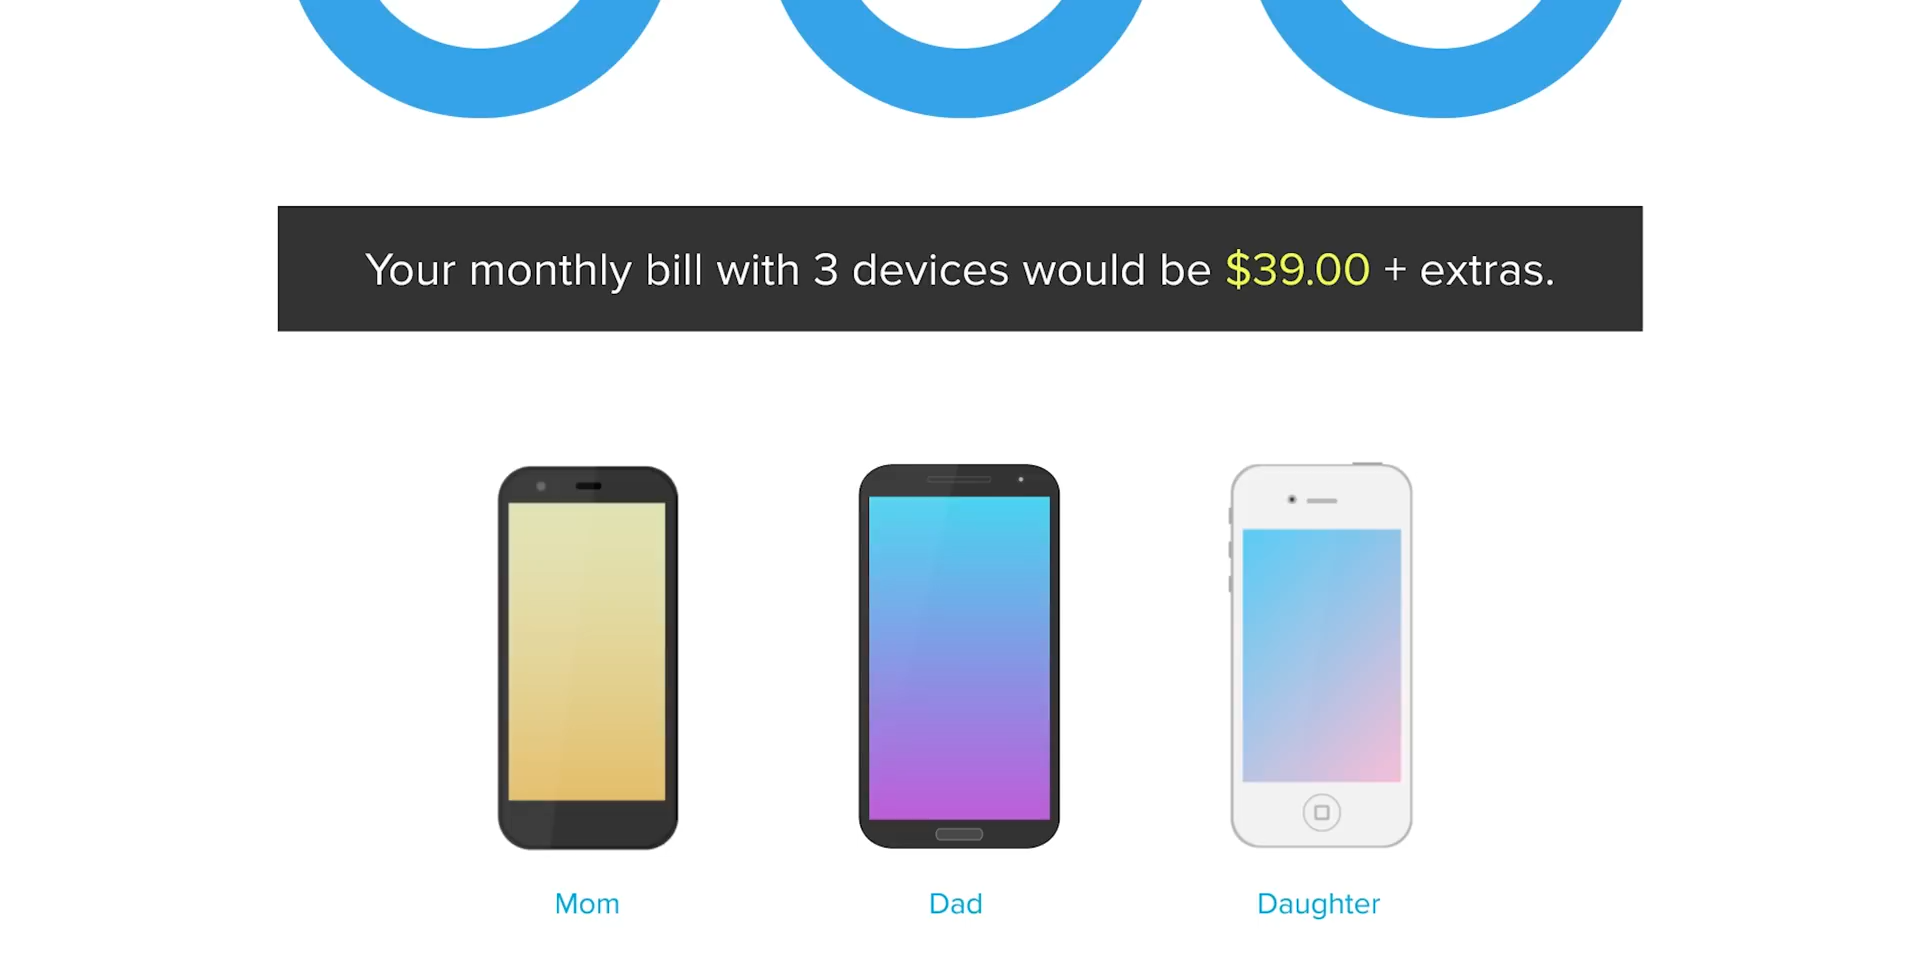 Your monthly bill with 3 devices would be $39.00 + extras.
Mom
Dad
Daughter